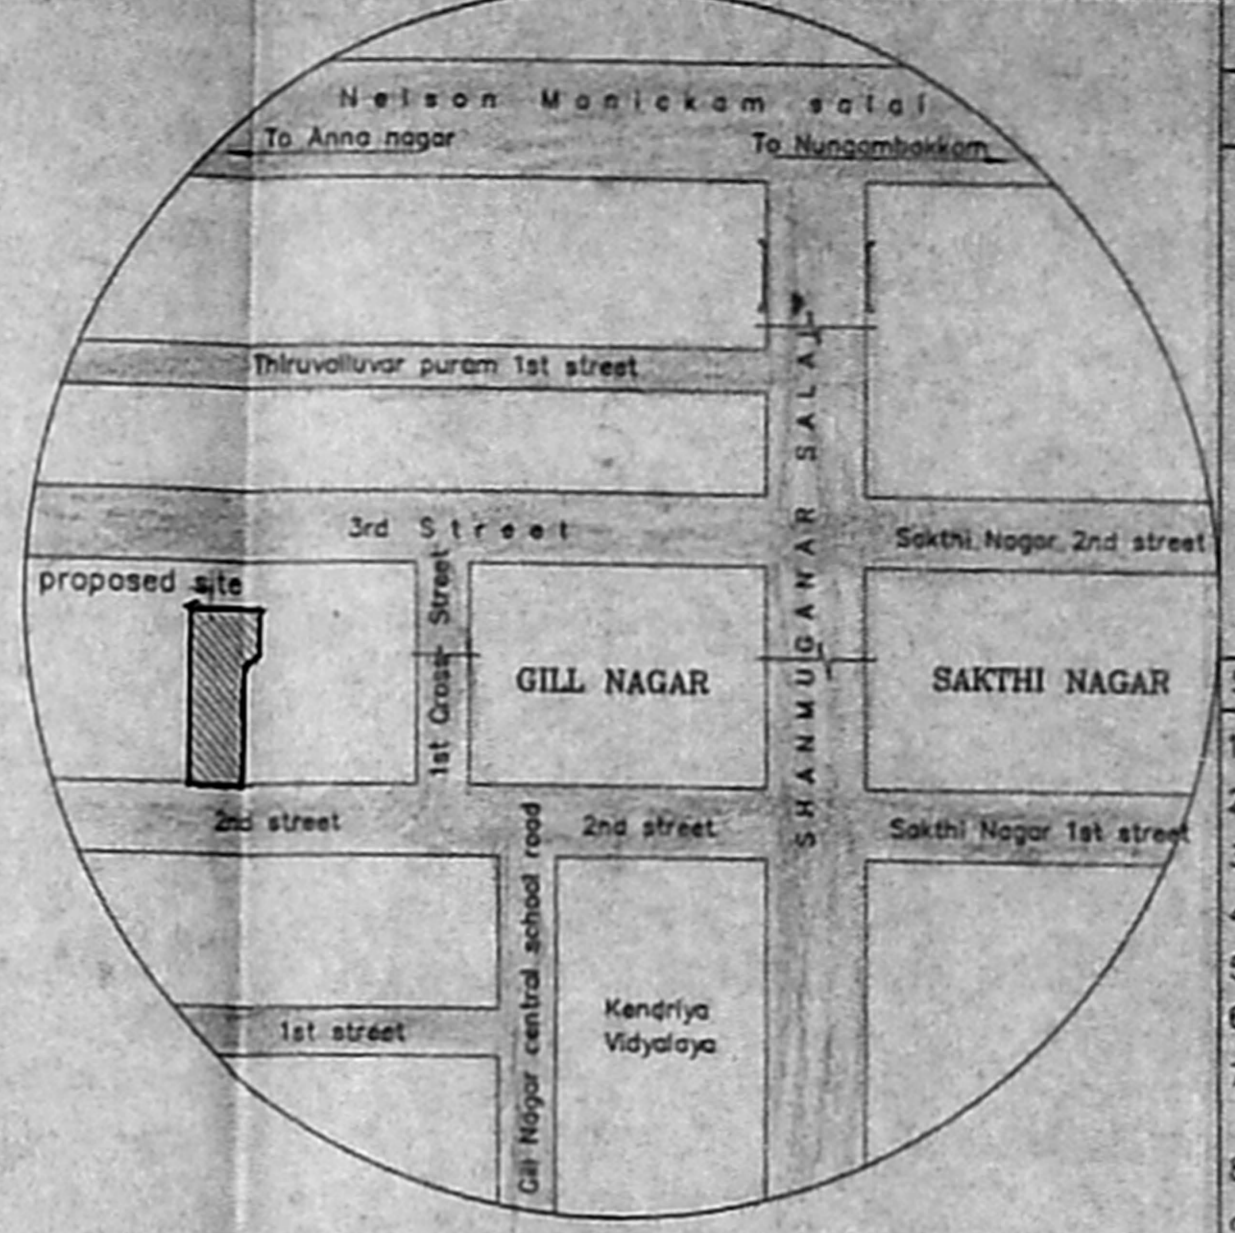 Nelson Manickam salai
To Anna nagar
To Nungambakkam
Thiruvalluvar puram 1st street
SHANMUGANAR SALAI
3rd Street
Sakthi Nagar 2nd street
proposed site
1st Cross Street
GILL NAGAR
SAKTHI NAGAR
2nd street
2nd street
Sakthi Nagar 1st street
Gill Nagar central school road
Kendriya
Vidyalaya
1st street